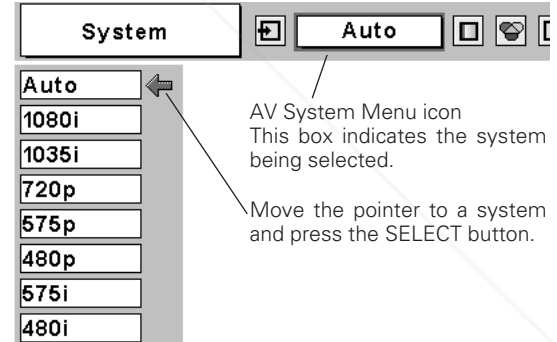 System
Auto
Auto
1080i
1035i
720p
575p
480p
575i
480i
AV System Menu icon
This box indicates the system
being selected.
Move the pointer to a system
and press the SELECT button.